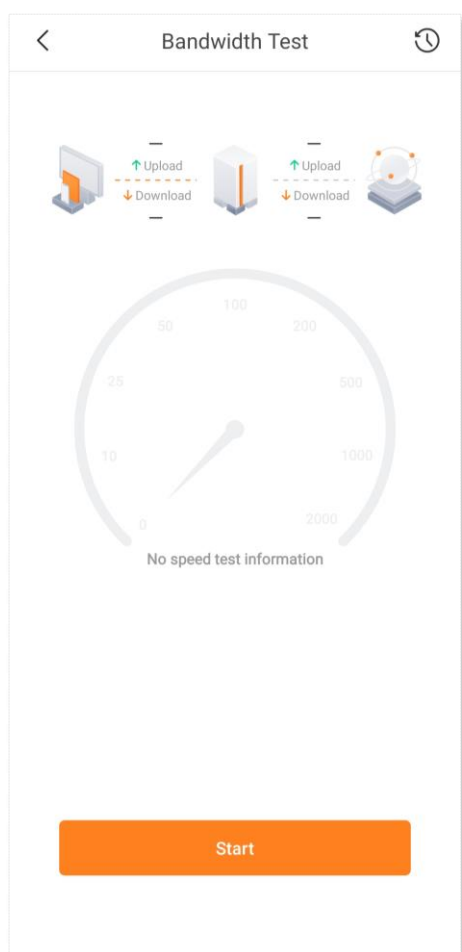 Bandwidth Test
— —
↑ Upload ↑ Upload
↓ Download ↓ Download
— —
100
50 200
25 500
10 1000
0 2000
No speed test information
Start